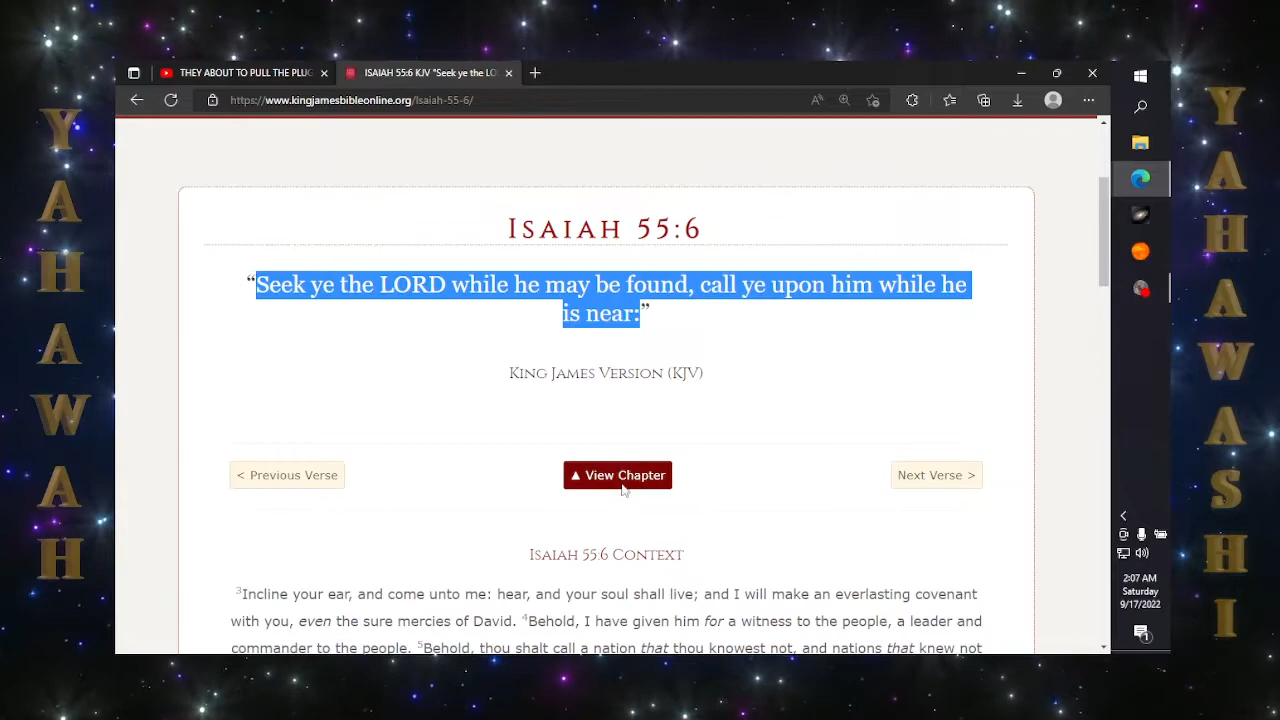 YAHAWAH
THEY ABOUT TO PULL THE PLUG
ISAIAH 55:6 KJV "Seek ye the LO
https://www.kingjamesbibleonline.org/Isaiah-55-6/
ISAIAH 55:6
“Seek ye the LORD while he may be found, call ye upon him while he
is near:”
KING JAMES VERSION (KJV)
< Previous Verse
▲ View Chapter
Next Verse >
ISAIAH 55:6 CONTEXT
3Incline your ear, and come unto me: hear, and your soul shall live; and I will make an everlasting covenant
with you, even the sure mercies of David. 4Behold, I have given him for a witness to the people, a leader and
commander to the people. 5Behold, thou shalt call a nation that thou knowest not, and nations that knew not
2:07 AM
Saturday
9/17/2022
1
YAHAWASHI